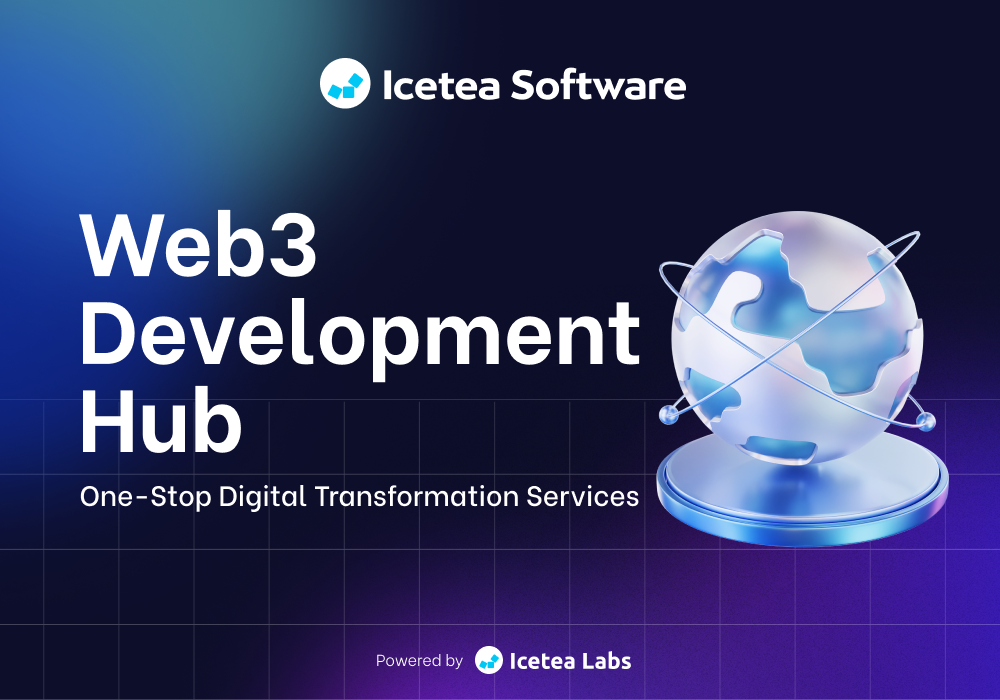 Icetea Software
Web3
Development
Hub
One-Stop Digital Transformation Services
Powered by Icetea Labs